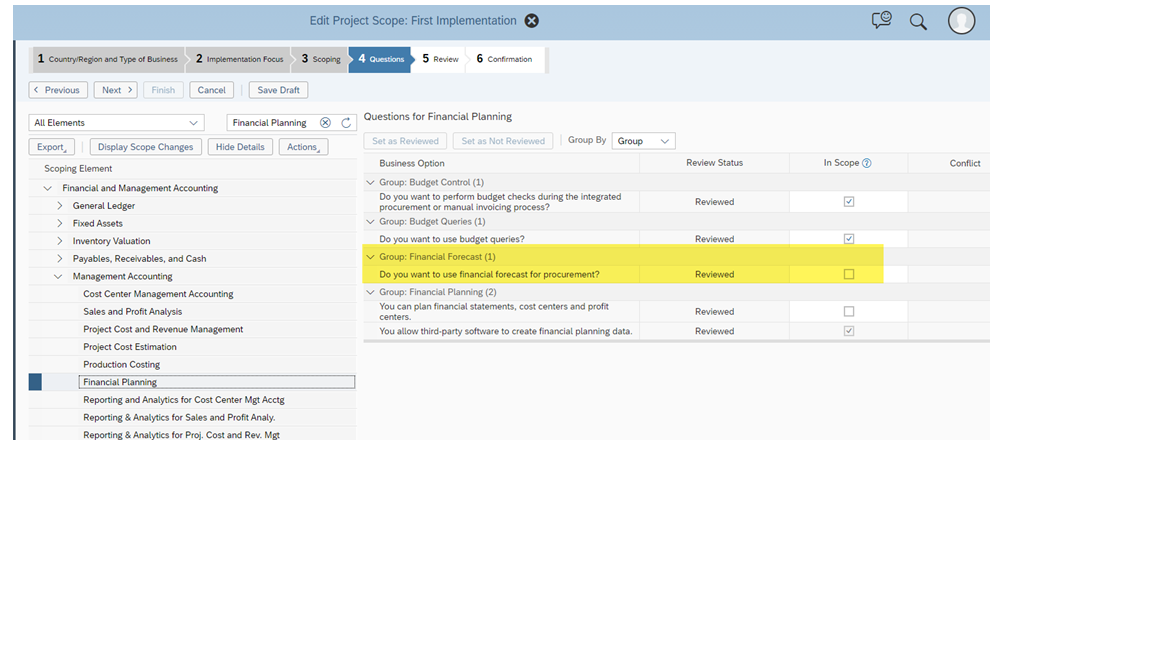 Edit Project Scope: First Implementation
1 Country/Region and Type of Business 2 Implementation Focus 3 Scoping 4 Questions 5 Review 6 Confirmation
Previous Next Finish Cancel Save Draft
All Elements Financial Planning
Export Display Scope Changes Hide Details Actions
Scoping Element
Financial and Management Accounting
General Ledger
Fixed Assets
Inventory Valuation
Payables, Receivables, and Cash
Management Accounting
Cost Center Management Accounting
Sales and Profit Analysis
Project Cost and Revenue Management
Project Cost Estimation
Production Costing
Financial Planning
Reporting and Analytics for Cost Center Mgt Acctg
Reporting & Analytics for Sales and Profit Analy.
Reporting & Analytics for Proj. Cost and Rev. Mgt
Questions for Financial Planning
Set as Reviewed Set as Not Reviewed Group By Group
Business Option Review Status In Scope Conflict
Group: Budget Control (1)
Do you want to perform budget checks during the integrated
procurement or manual invoicing process? Reviewed
Group: Budget Queries (1)
Do you want to use budget queries? Reviewed
Group: Financial Forecast (1)
Do you want to use financial forecast for procurement? Reviewed
Group: Financial Planning (2)
You can plan financial statements, cost centers and profit
centers. Reviewed
You allow third-party software to create financial planning data. Reviewed